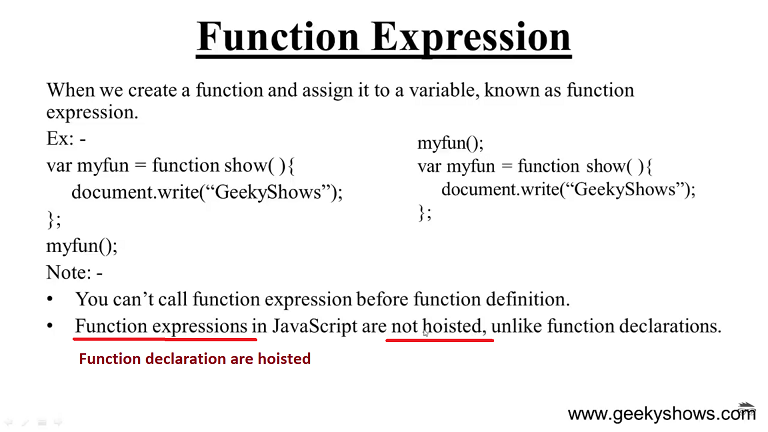 Function Expression
When we create a function and assign it to a variable, known as function
expression.
Ex: -
var myfun = function show( ){
document.write(“GeekyShows”);
};
myfun();
myfun();
var myfun = function show( ){
document.write(“GeekyShows”);
};
Note: -
• You can’t call function expression before function definition.
• Function expressions in JavaScript are not hoisted, unlike function declarations.
Function declaration are hoisted
www.geekyshows.com